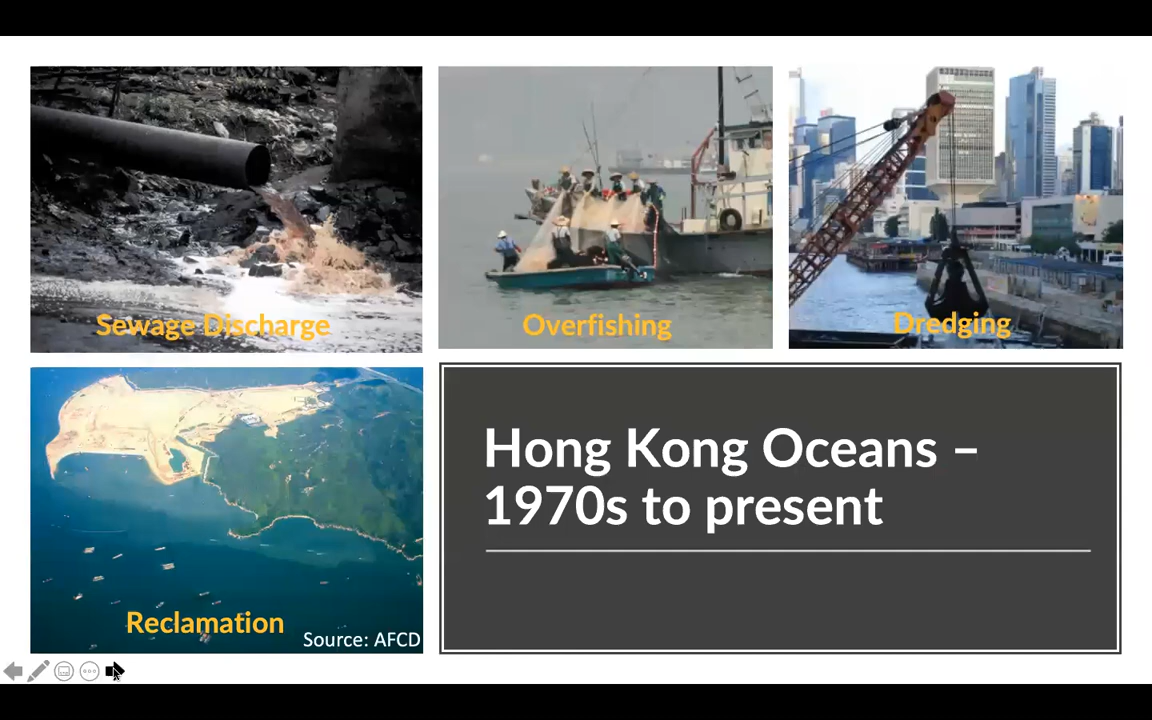 Sewage Discharge
Overfishing
Dredging
Reclamation
Source: AFCD
Hong Kong Oceans –
1970s to present